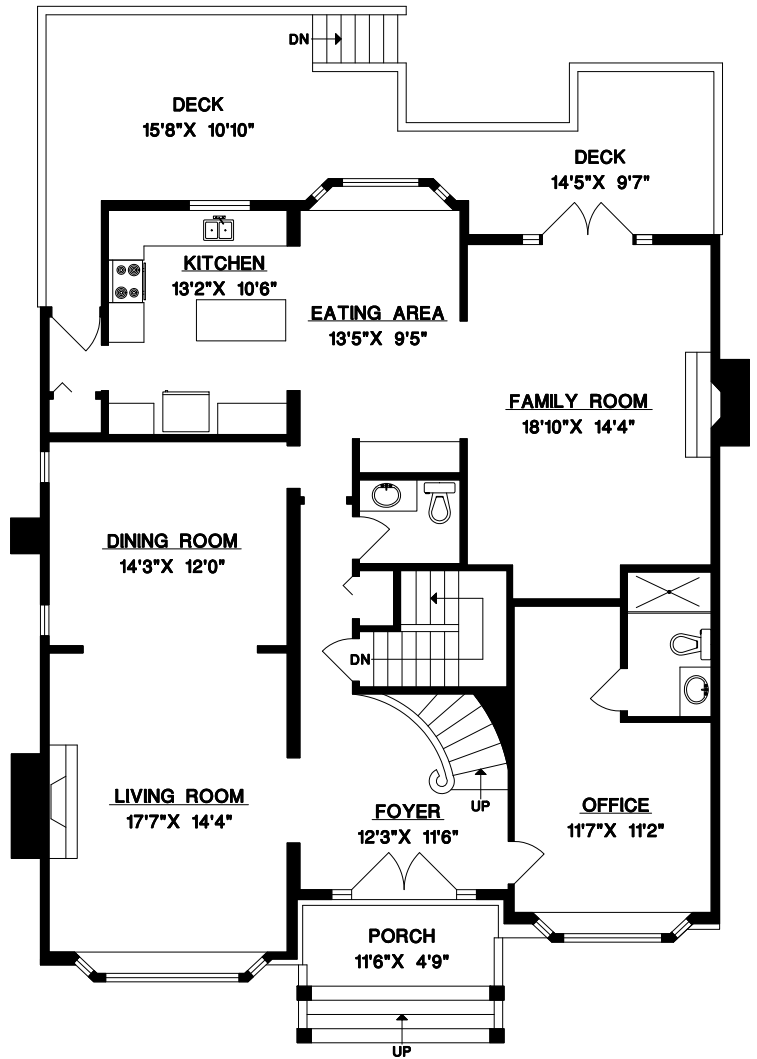 DN
DECK
15'8"X 10'10"
DECK
14'5"X 9'7"
KITCHEN
13'2"X 10'6"
EATING AREA
13'5"X 9'5"
FAMILY ROOM
18'10"X 14'4"
DINING ROOM
14'3"X 12'0"
DN
LIVING ROOM
17'7"X 14'4"
FOYER
12'3"X 11'6"
UP
OFFICE
11'7"X 11'2"
PORCH
11'6"X 4'9"
UP